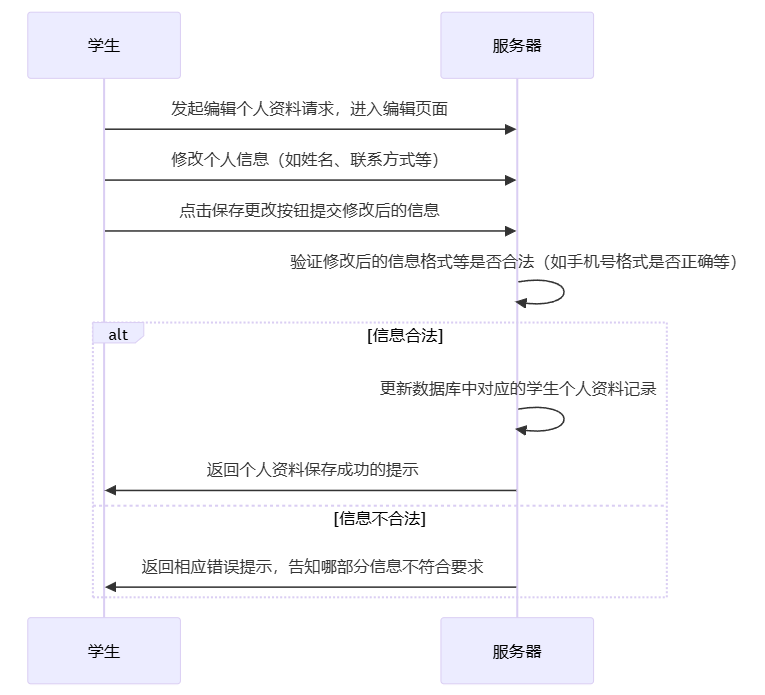 学生
服务器
发起编辑个人资料请求，进入编辑页面
修改个人信息（如姓名、联系方式等）
点击保存更改按钮提交修改后的信息
验证修改后的信息格式等是否合法（如手机号格式是否正确等）
alt
[信息合法]
更新数据库中对应的学生个人资料记录
返回个人资料保存成功的提示
[信息不合法]
返回相应错误提示，告知哪部分信息不符合要求
学生
服务器